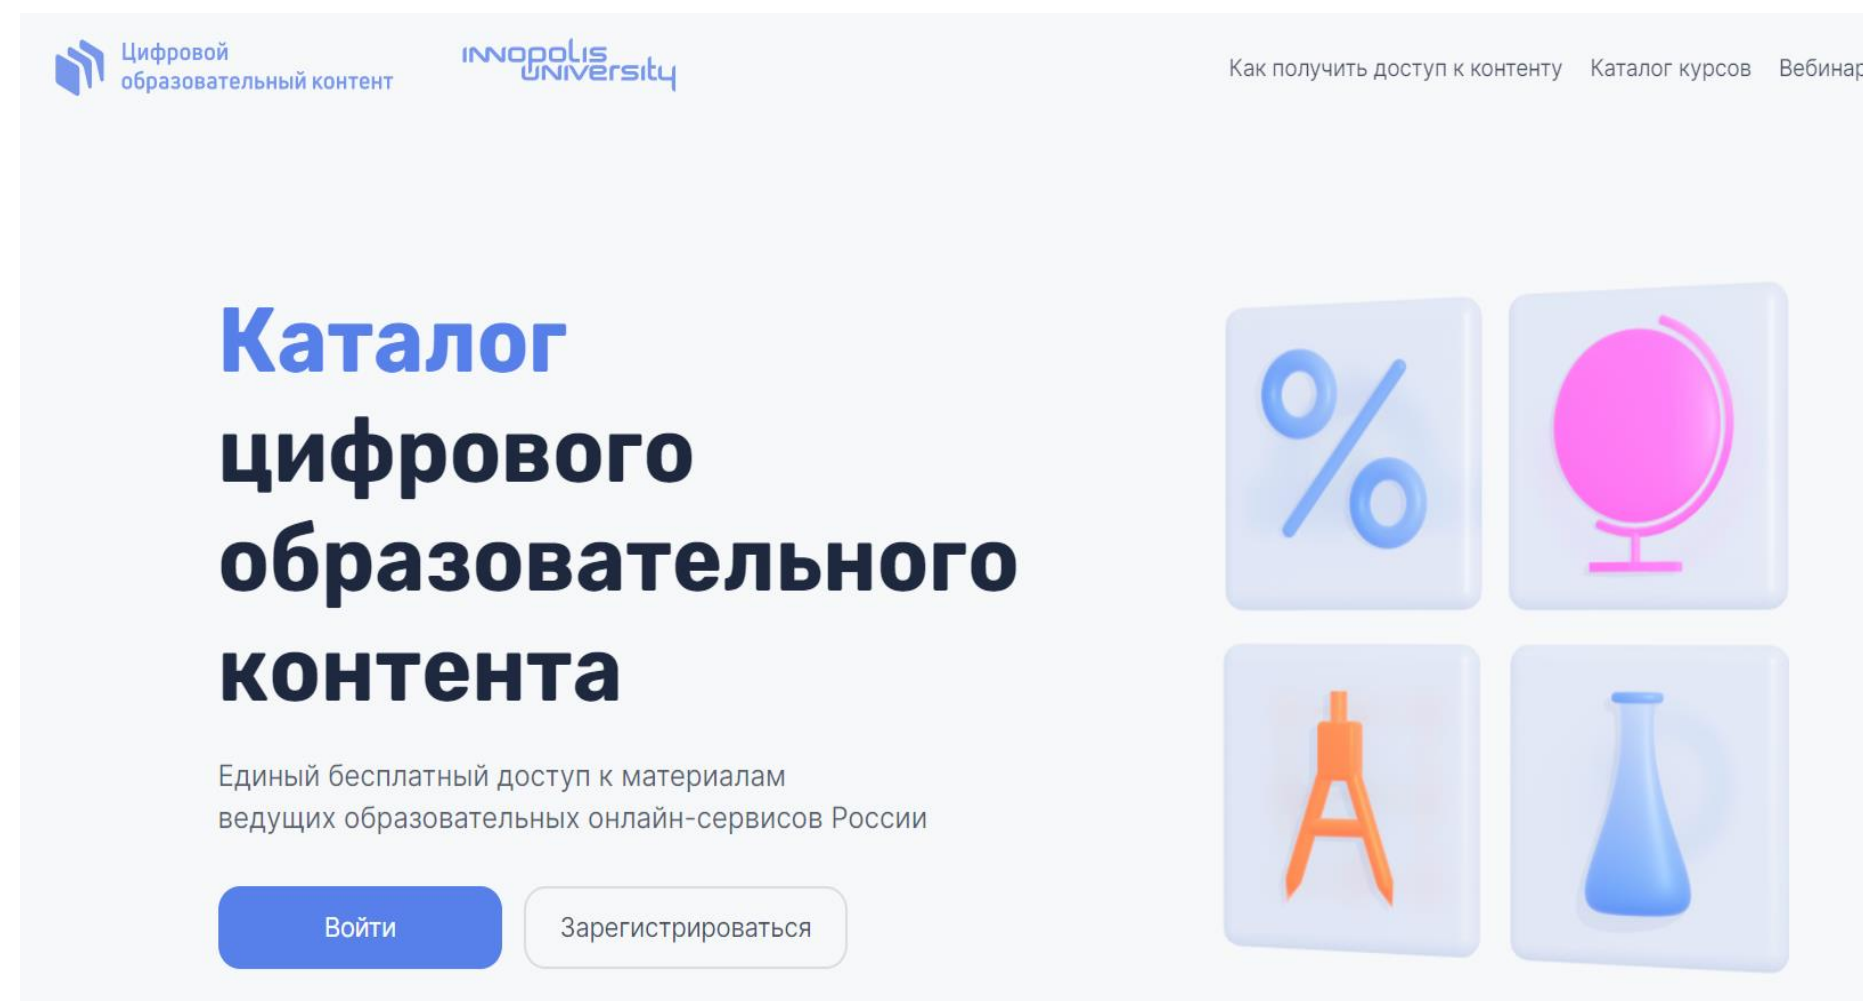 Цифровой
образовательный контент
INNOPOLIS
UNIVERSITY
Как получить доступ к контенту Каталог курсов
Каталог
цифрового
образовательного
контента
Единый бесплатный доступ к материалам
ведущих образовательных онлайн-сервисов России
Войти Зарегистрироваться